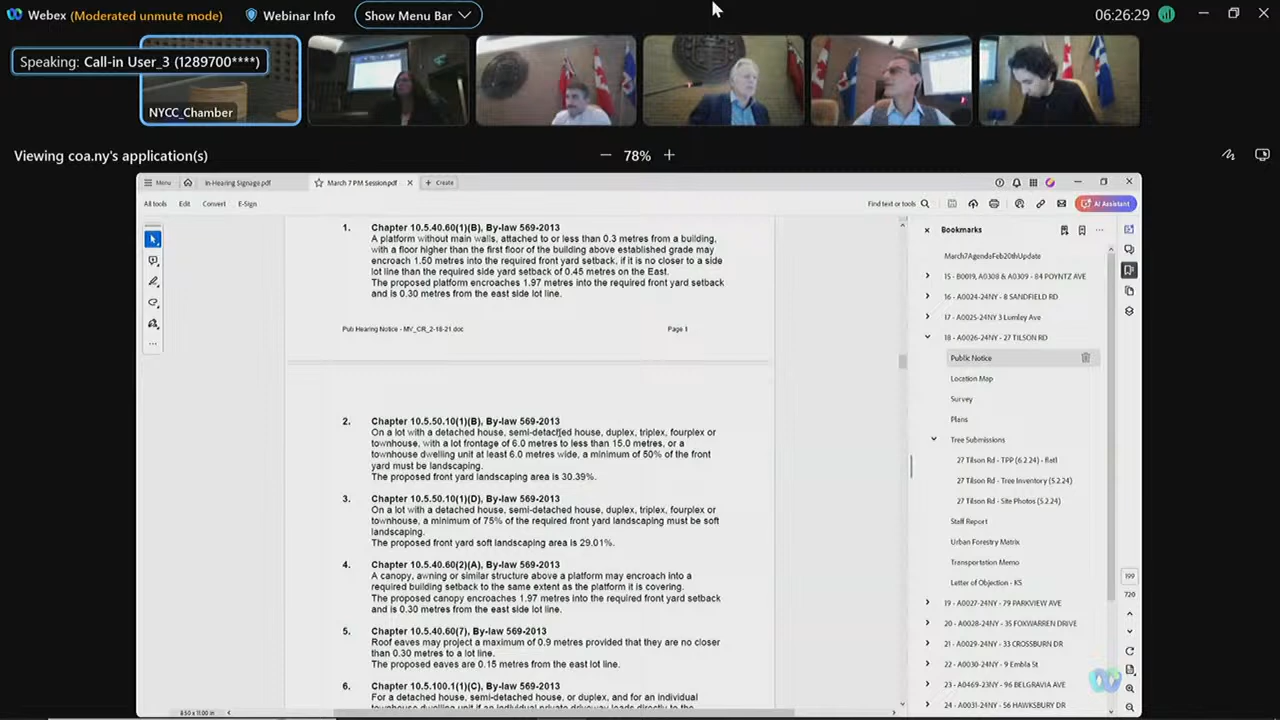 Webex (Moderated unmute mode) Webinar Info Show Menu Bar 06:26:29
Speaking: Call-in User_3 (1289700****)
NYCC_Chamber
Viewing coa.ny's application(s) 78%
Menu In-Hearing Signage.pdf March 7 PM Session.pdf Create
All tools Edit Convert E-Sign Find text or tools AI Assistant
1. Chapter 10.5.40.60(1)(B), By-law 569-2013
A platform without main walls, attached to or less than 0.3 metres from a building,
with a floor higher than the first floor of the building above established grade may
encroach 1.50 metres into the required front yard setback, if it is no closer to a side
lot line than the required side yard setback of 0.45 metres on the East.
The proposed platform encroaches 1.97 metres into the required front yard setback
and is 0.30 metres from the east side lot line.
Pub Hearing Notice - MV_CR_2-18-21.doc Page 1
2. Chapter 10.5.50.10(1)(B), By-law 569-2013
On a lot with a detached house, semi-detached house, duplex, triplex, fourplex or
townhouse, with a lot frontage of 6.0 metres to less than 15.0 metres, or a
townhouse dwelling unit at least 6.0 metres wide, a minimum of 50% of the front
yard must be landscaping.
The proposed front yard landscaping area is 30.39%.
3. Chapter 10.5.50.10(1)(D), By-law 569-2013
On a lot with a detached house, semi-detached house, duplex, triplex, fourplex or
townhouse, a minimum of 75% of the required front yard landscaping must be soft
landscaping.
The proposed front yard soft landscaping area is 29.01%.
4. Chapter 10.5.40.60(2)(A), By-law 569-2013
A canopy, awning or similar structure above a platform may encroach into a
required building setback to the same extent as the platform it is covering.
The proposed canopy encroaches 1.97 metres into the required front yard setback
and is 0.30 metres from the east side lot line.
5. Chapter 10.5.40.60(7), By-law 569-2013
Roof eaves may project a maximum of 0.9 metres provided that they are no closer
than 0.30 metres to a lot line.
The proposed eaves are 0.15 metres from the east lot line.
6. Chapter 10.5.100.1(1)(C), By-law 569-2013
For a detached house, semi-detached house, or duplex, and for an individual
townhouse dwelling unit if an individual private driveway leads directly to the
8.50 x 11.00 in
Bookmarks
March7AgendaFeb20thUpdate
15 - B0019, A0308 & A0309 - 84 POYNTZ AVE
16 - A0024-24NY - 8 SANDFIELD RD
17 - A0025-24NY 3 Lumley Ave
18 - A0026-24NY - 27 TILSON RD
Public Notice
Location Map
Survey
Plans
Tree Submissions
27 Tilson Rd - TPP (6.2.24) - flat1
27 Tilson Rd - Tree Inventory (5.2.24)
27 Tilson Rd - Site Photos (5.2.24)
Staff Report
Urban Forestry Matrix
Transportation Memo
Letter of Objection - KS
19 - A0027-24NY - 79 PARKVIEW AVE
20 - A0028-24NY - 35 FOXWARREN DRIVE
21 - A0029-24NY - 33 CROSSBURN DR
22 - A0030-24NY - 9 Embla St
23 - A0469-23NY - 96 BELGRAVIA AVE
24 - A0031-24NY - 56 HAWKSBURY DR
199
720